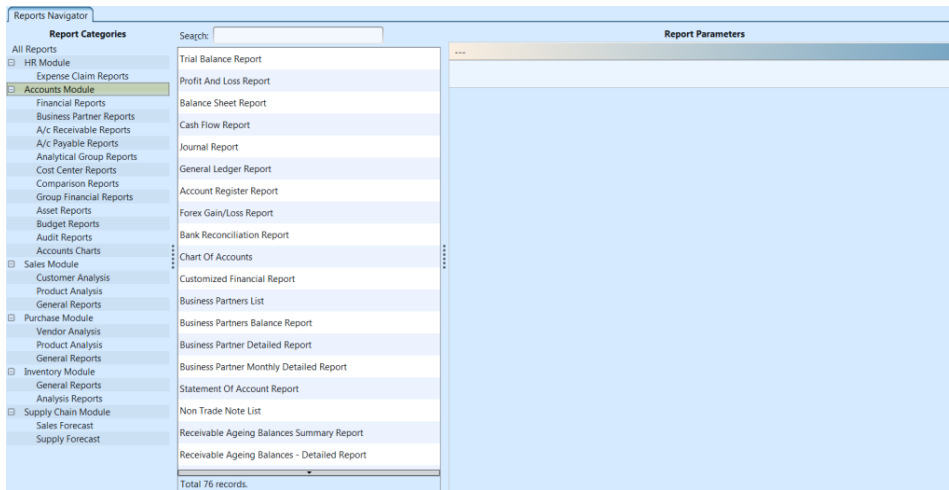 Reports Navigator
Report Categories
All Reports
HR Module
Expense Claim Reports
Accounts Module
Financial Reports
Business Partner Reports
A/c Receivable Reports
A/c Payable Reports
Analytical Group Reports
Cost Center Reports
Comparison Reports
Group Financial Reports
Asset Reports
Budget Reports
Audit Reports
Accounts Charts
Sales Module
Customer Analysis
Product Analysis
General Reports
Purchase Module
Vendor Analysis
Product Analysis
General Reports
Inventory Module
General Reports
Analysis Reports
Supply Chain Module
Sales Forecast
Supply Forecast
Search:
Trial Balance Report
Profit And Loss Report
Balance Sheet Report
Cash Flow Report
Journal Report
General Ledger Report
Account Register Report
Forex Gain/Loss Report
Bank Reconciliation Report
Chart Of Accounts
Customized Financial Report
Business Partners List
Business Partners Balance Report
Business Partner Detailed Report
Business Partner Monthly Detailed Report
Statement Of Account Report
Non Trade Note List
Receivable Ageing Balances Summary Report
Receivable Ageing Balances - Detailed Report
Total 76 records.
Report Parameters
---